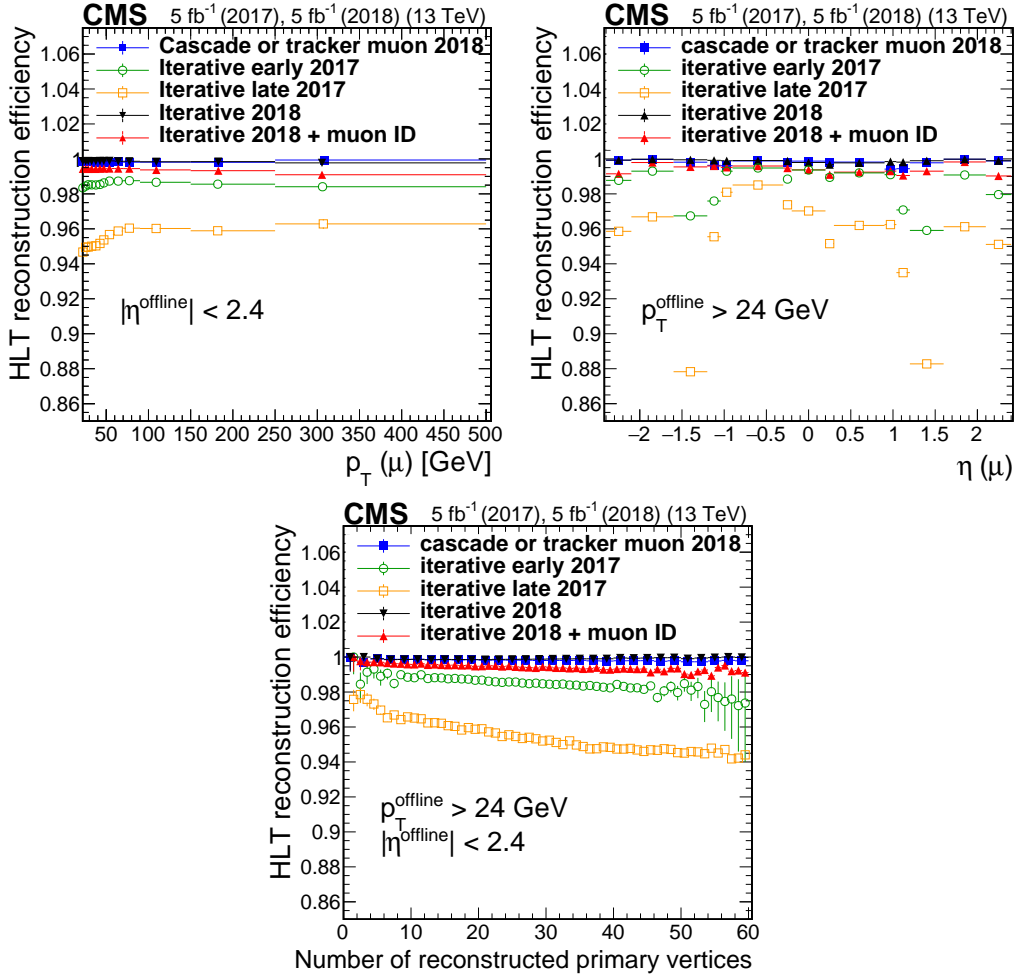 CMS 5 fb⁻¹ (2017), 5 fb⁻¹ (2018) (13 TeV)
HLT reconstruction efficiency
1.06
1.04
1.02
1
0.98
0.96
0.94
0.92
0.9
0.88
0.86
Cascade or tracker muon 2018
Iterative early 2017
Iterative late 2017
Iterative 2018
Iterative 2018 + muon ID
|η^offline| < 2.4
50 100 150 200 250 300 350 400 450 500
p_T (μ) [GeV]
CMS 5 fb⁻¹ (2017), 5 fb⁻¹ (2018) (13 TeV)
HLT reconstruction efficiency
1.06
1.04
1.02
1
0.98
0.96
0.94
0.92
0.9
0.88
0.86
cascade or tracker muon 2018
iterative early 2017
iterative late 2017
iterative 2018
iterative 2018 + muon ID
p_T^offline > 24 GeV
−2 −1.5 −1 −0.5 0 0.5 1 1.5 2
η (μ)
CMS 5 fb⁻¹ (2017), 5 fb⁻¹ (2018) (13 TeV)
HLT reconstruction efficiency
1.06
1.04
1.02
1
0.98
0.96
0.94
0.92
0.9
0.88
0.86
cascade or tracker muon 2018
iterative early 2017
iterative late 2017
iterative 2018
iterative 2018 + muon ID
p_T^offline > 24 GeV
|η^offline| < 2.4
0 10 20 30 40 50 60
Number of reconstructed primary vertices